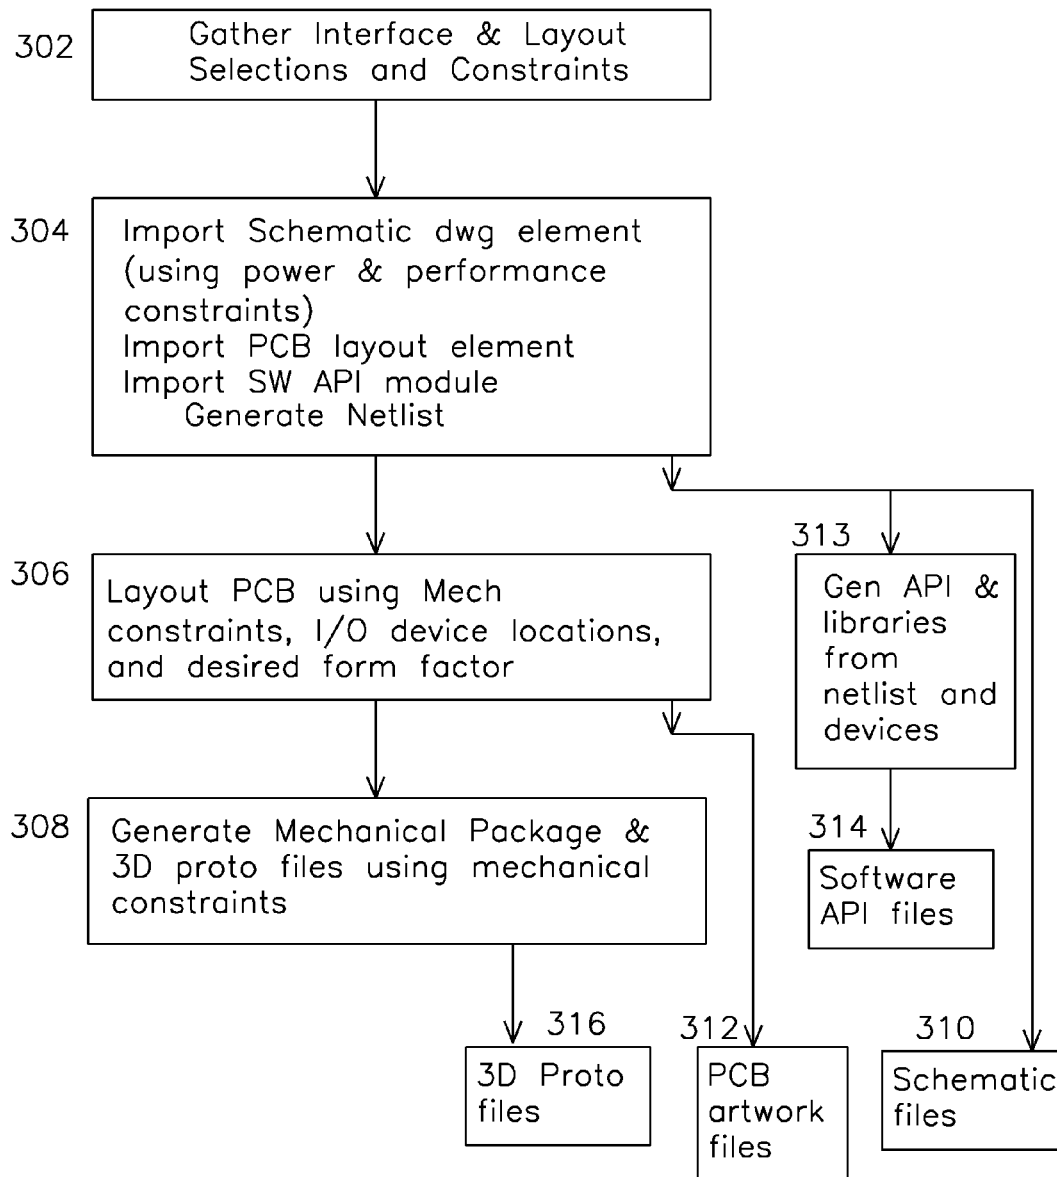 302
Gather Interface & Layout
Selections and Constraints
304
Import Schematic dwg element
(using power & performance
constraints)
Import PCB layout element
Import SW API module
Generate Netlist
306
Layout PCB using Mech
constraints, I/O device locations,
and desired form factor
313
Gen API &
libraries
from
netlist and
devices
308
Generate Mechanical Package &
3D proto files using mechanical
constraints
314
Software
API files
316
3D Proto
files
312
PCB
artwork
files
310
Schematic
files